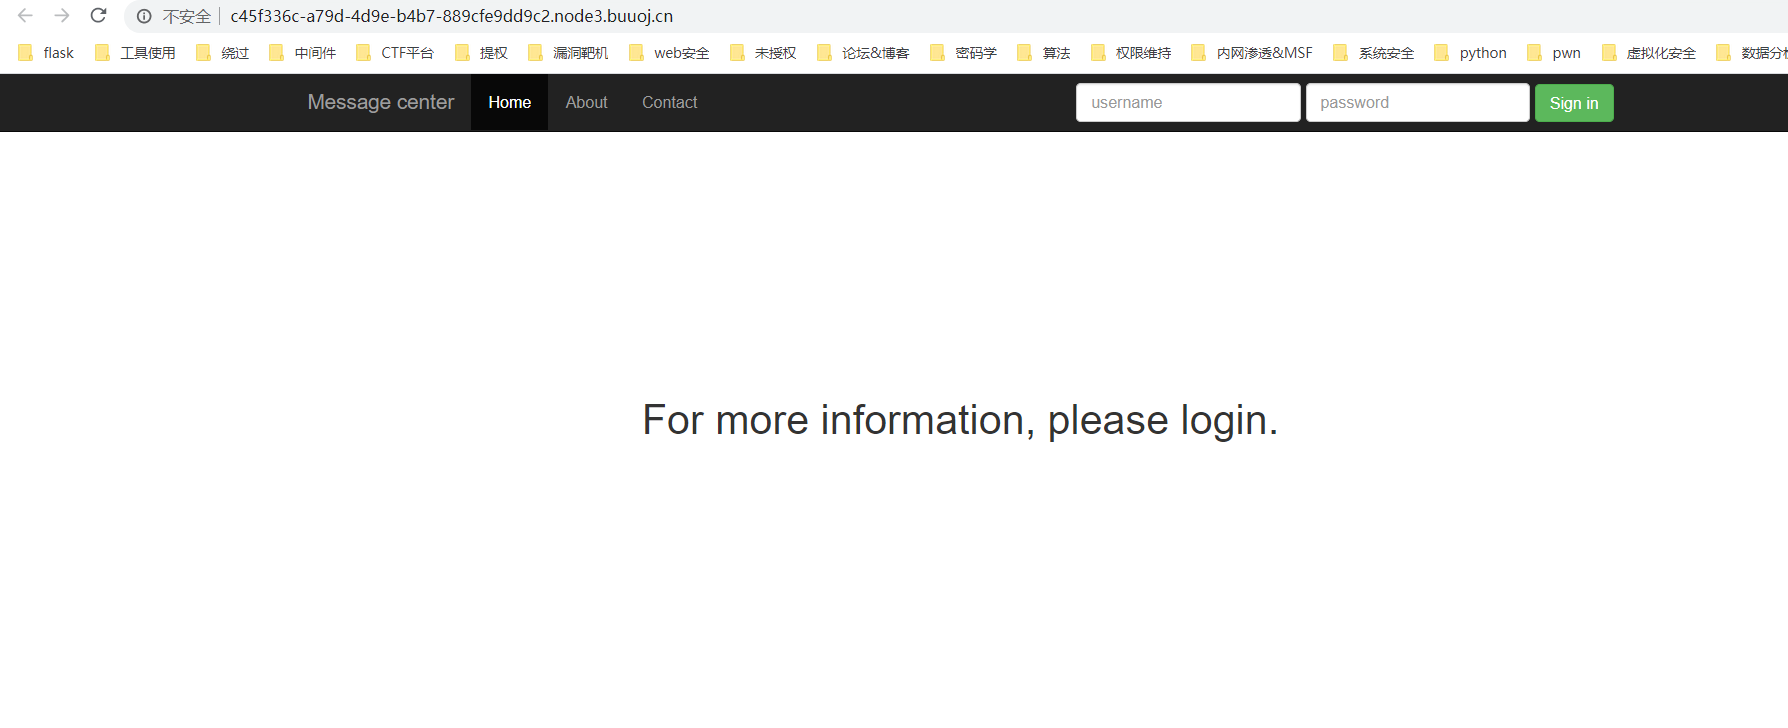 不安全 c45f336c-a79d-4d9e-b4b7-889cfe9dd9c2.node3.buuoj.cn
flask 工具使用 绕过 中间件 CTF平台 提权 漏洞靶机 web安全 未授权 论坛&博客 密码学 算法 权限维持 内网渗透&MSF 系统安全 python pwn 虚拟化安全 数据分析
Message center Home About Contact username password Sign in
For more information, please login.